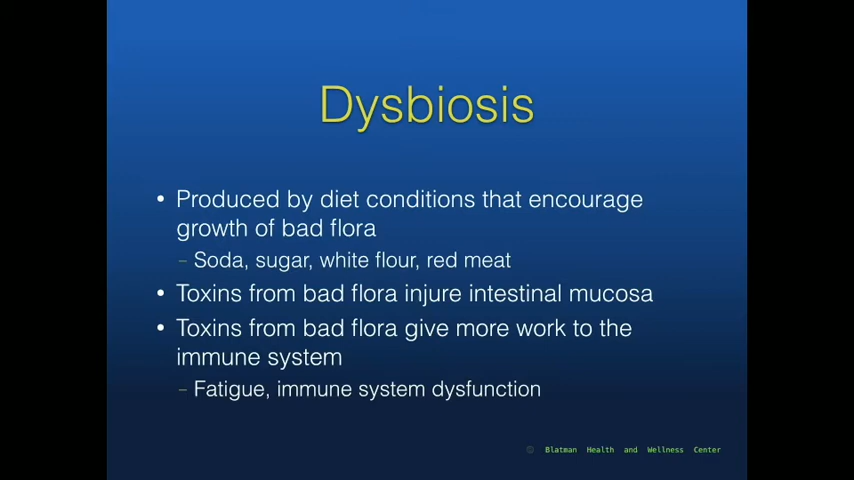 Dysbiosis
• Produced by diet conditions that encourage
growth of bad flora
– Soda, sugar, white flour, red meat
• Toxins from bad flora injure intestinal mucosa
• Toxins from bad flora give more work to the
immune system
– Fatigue, immune system dysfunction
© Blatman Health and Wellness Center